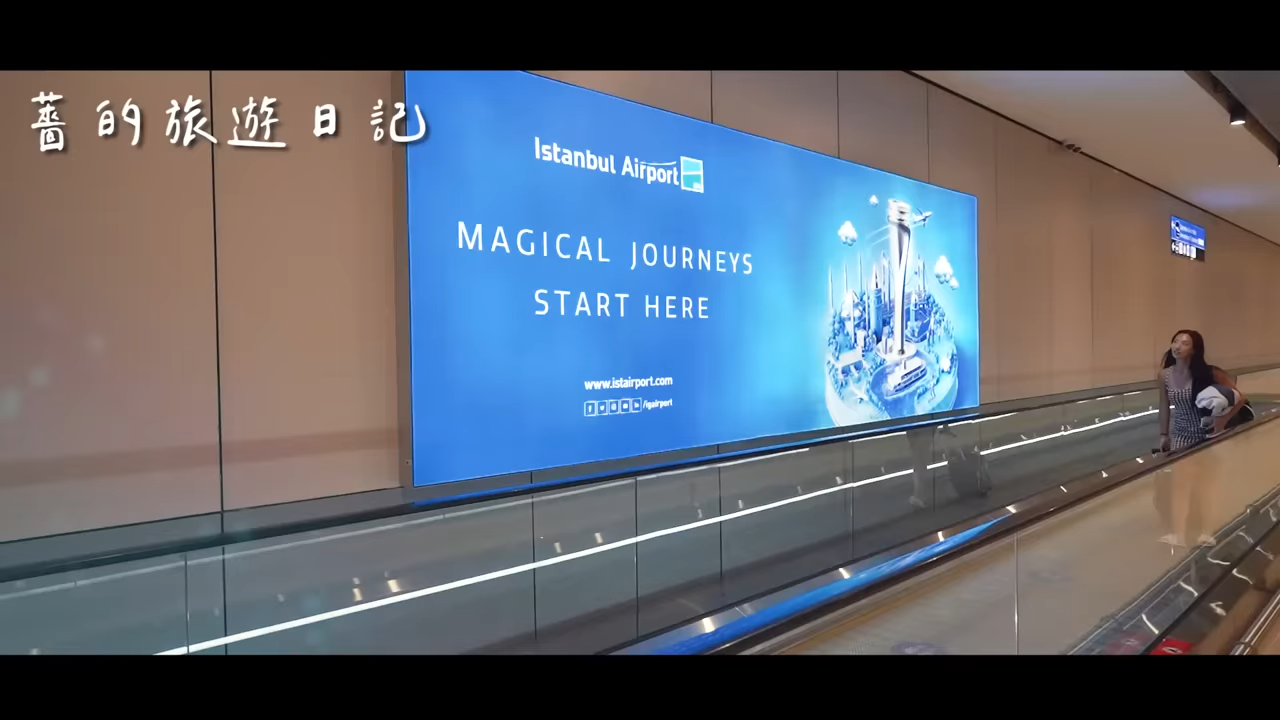 薔的旅遊日記
Istanbul Airport
MAGICAL JOURNEYS
START HERE
www.istairport.com
/igairport